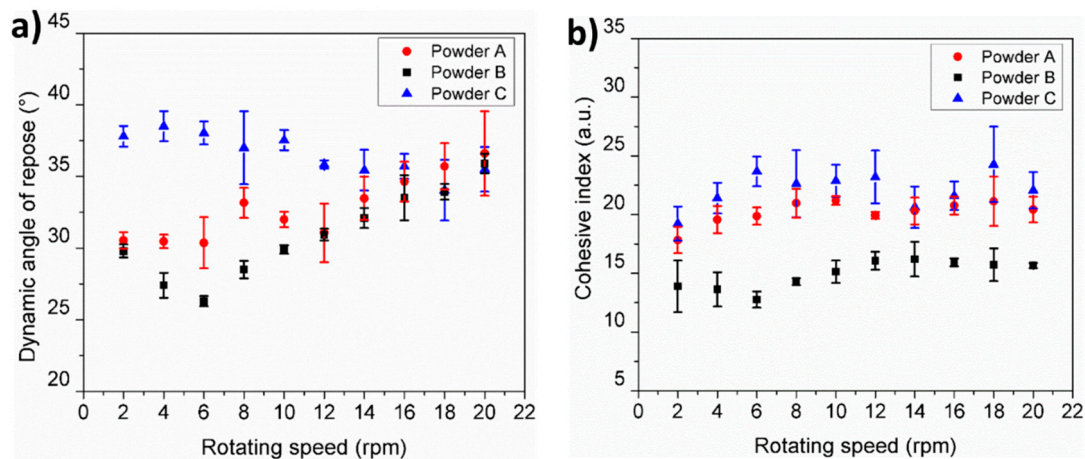 a)
Dynamic angle of repose (°)
45
40
35
30
25
20
Powder A
Powder B
Powder C
0 2 4 6 8 10 12 14 16 18 20 22
Rotating speed (rpm)
b)
Cohesive index (a.u.)
35
30
25
20
15
10
5
Powder A
Powder B
Powder C
0 2 4 6 8 10 12 14 16 18 20 22
Rotating speed (rpm)